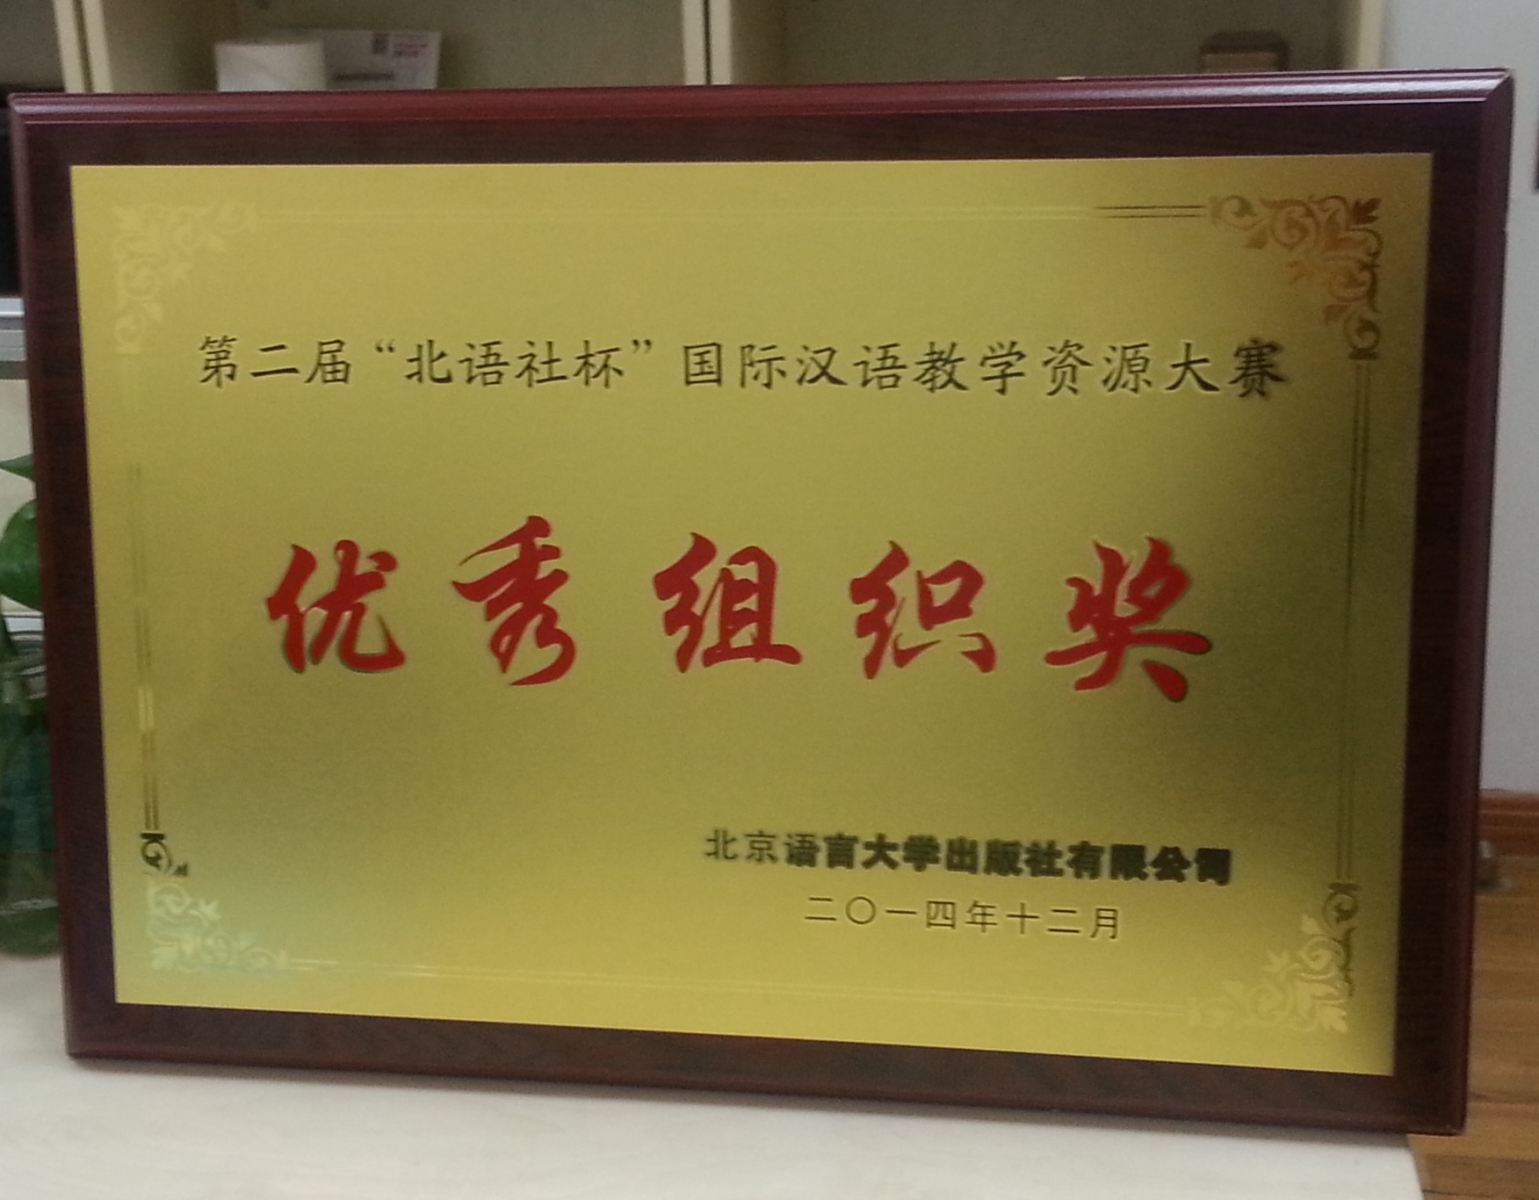 第二届“北语社杯”国际汉语教学资源大赛
优秀组织奖
北京语言大学出版社有限公司
二〇一四年十二月